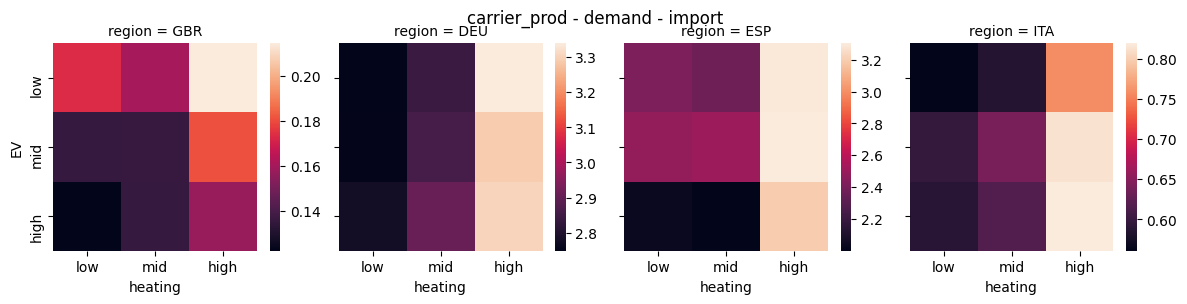 carrier_prod - demand - import
region = GBR
region = DEU
region = ESP
region = ITA
EV
low
mid
high
low mid high
heating
0.20
0.18
0.16
0.14
low mid high
heating
3.3
3.2
3.1
3.0
2.9
2.8
low mid high
heating
3.2
3.0
2.8
2.6
2.4
2.2
low mid high
heating
0.80
0.75
0.70
0.65
0.60